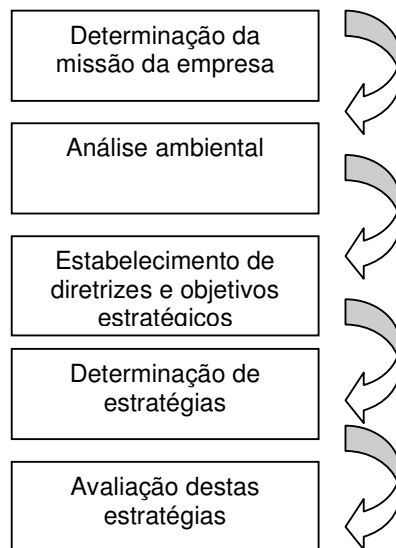 Determinação da
missão da empresa
Análise ambiental
Estabelecimento de
diretrizes e objetivos
estratégicos
Determinação de
estratégias
Avaliação destas
estratégias